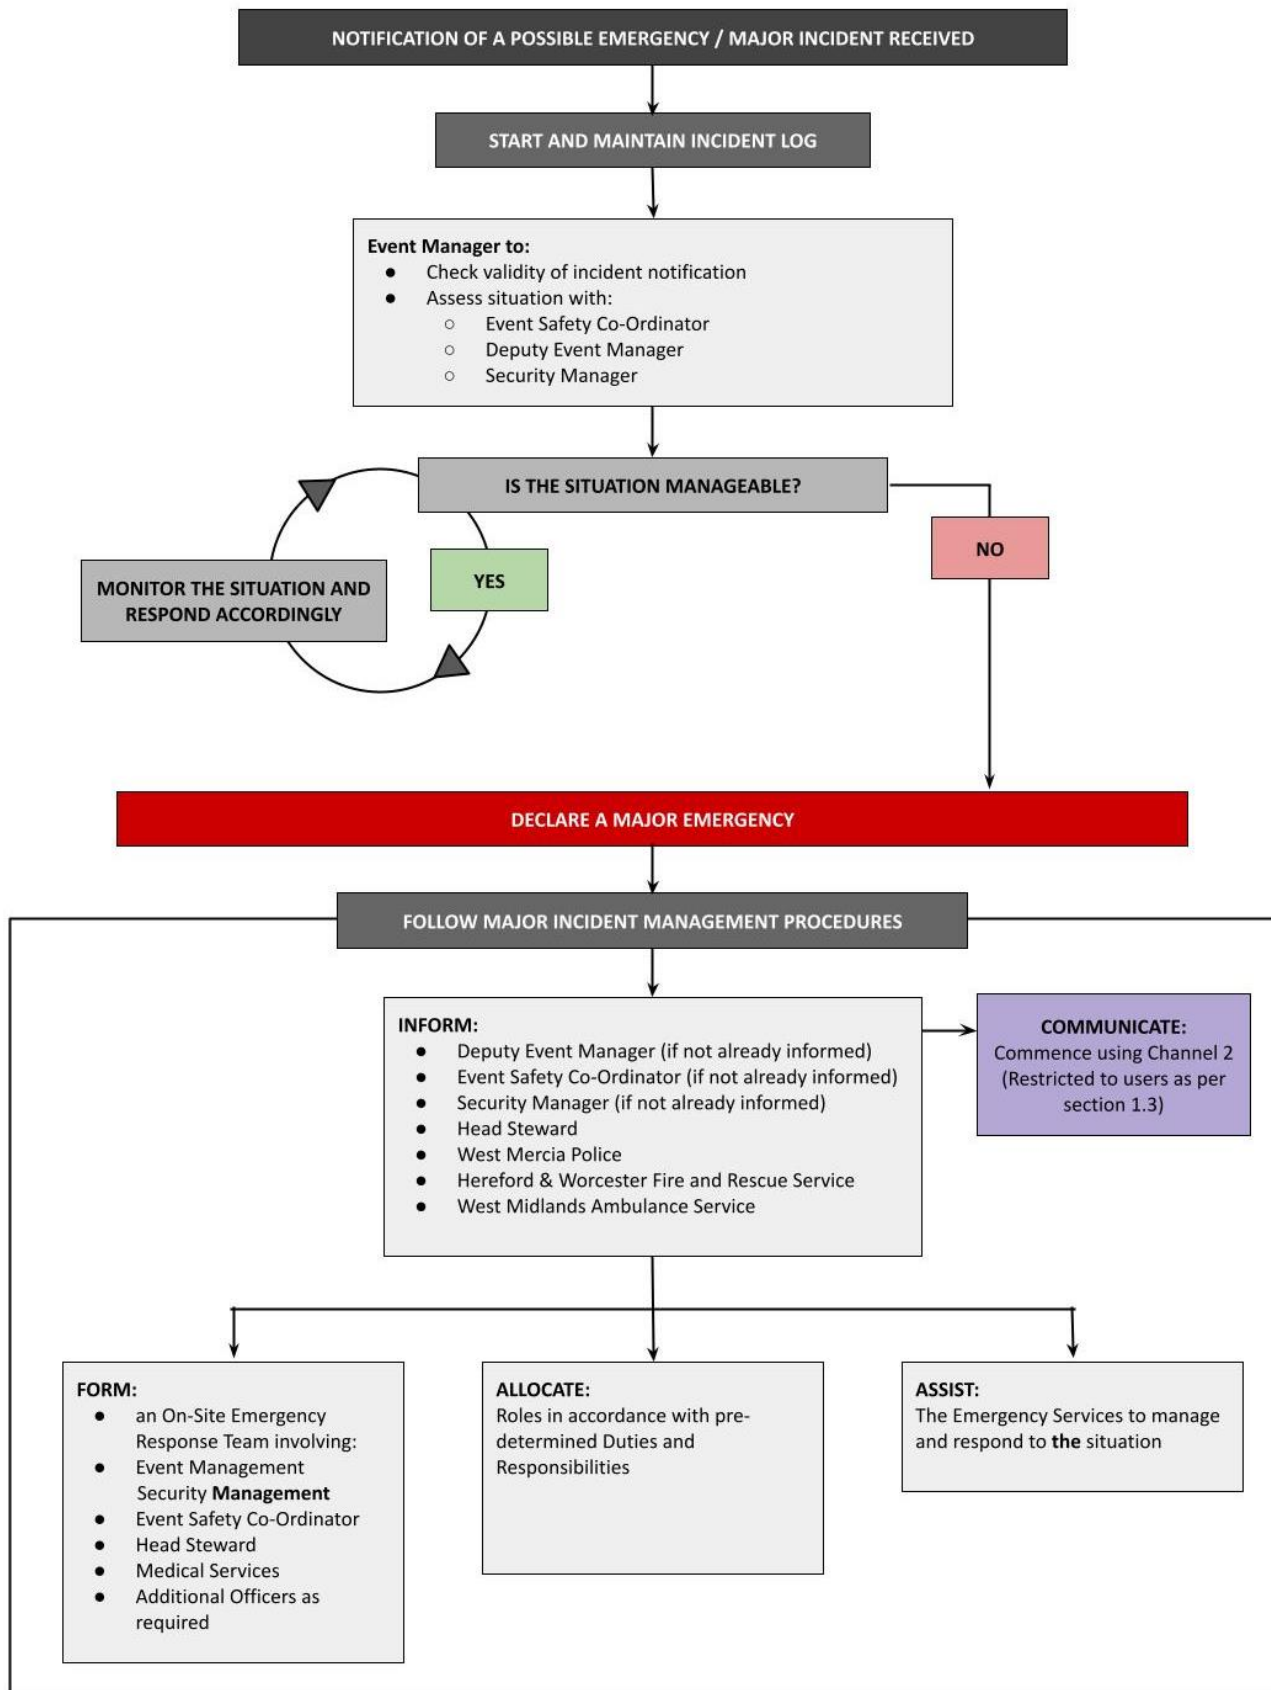 NOTIFICATION OF A POSSIBLE EMERGENCY / MAJOR INCIDENT RECEIVED
START AND MAINTAIN INCIDENT LOG
Event Manager to:
● Check validity of incident notification
● Assess situation with:
○ Event Safety Co-Ordinator
○ Deputy Event Manager
○ Security Manager
IS THE SITUATION MANAGEABLE?
NO
YES
MONITOR THE SITUATION AND
RESPOND ACCORDINGLY
DECLARE A MAJOR EMERGENCY
FOLLOW MAJOR INCIDENT MANAGEMENT PROCEDURES
INFORM:
● Deputy Event Manager (if not already informed)
● Event Safety Co-Ordinator (if not already informed)
● Security Manager (if not already informed)
● Head Steward
● West Mercia Police
● Hereford & Worcester Fire and Rescue Service
● West Midlands Ambulance Service
COMMUNICATE:
Commence using Channel 2
(Restricted to users as per
section 1.3)
FORM:
● an On-Site Emergency
Response Team involving:
● Event Management
Security Management
● Event Safety Co-Ordinator
● Head Steward
● Medical Services
● Additional Officers as
required
ALLOCATE:
Roles in accordance with pre-
determined Duties and
Responsibilities
ASSIST:
The Emergency Services to manage
and respond to the situation